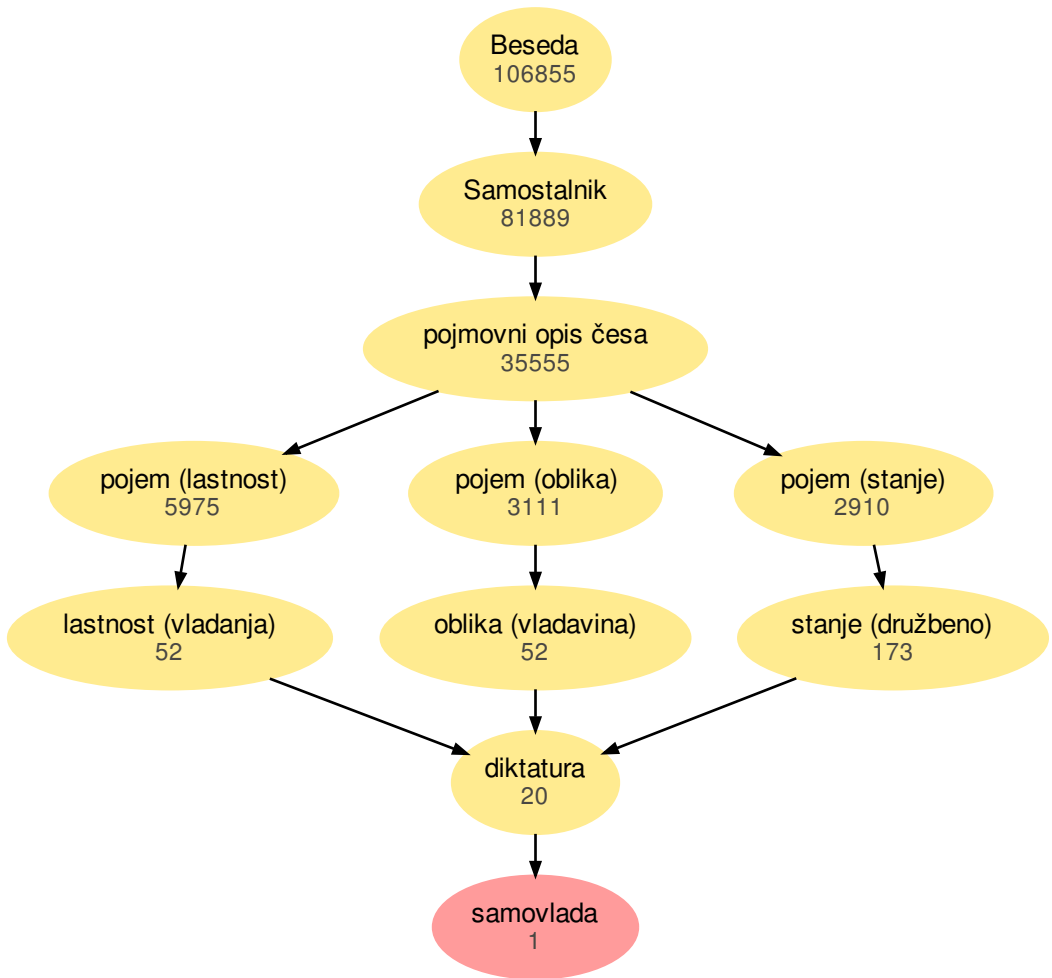 Beseda
106855
Samostalnik
81889
pojmovni opis česa
35555
pojem (lastnost)
5975
pojem (oblika)
3111
pojem (stanje)
2910
lastnost (vladanja)
52
oblika (vladavina)
52
stanje (družbeno)
173
diktatura
20
samovlada
1